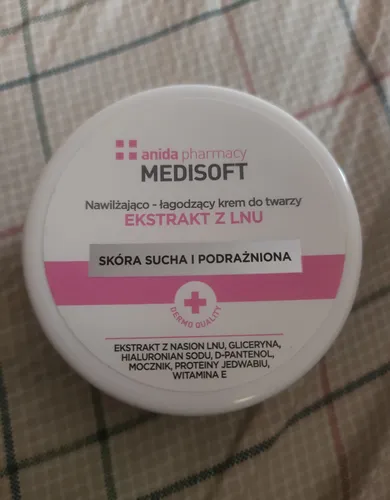 anida pharmacy
MEDISOFT
Nawilżająco - łagodzący krem do twarzy
EKSTRAKT Z LNU
SKÓRA SUCHA I PODRAŻNIONA
DERMO QUALITY
EKSTRAKT Z NASION LNU, GLICERYNA,
HIALURONIAN SODU, D-PANTENOL,
MOCZNIK, PROTEINY JEDWABIU,
WITAMINA E